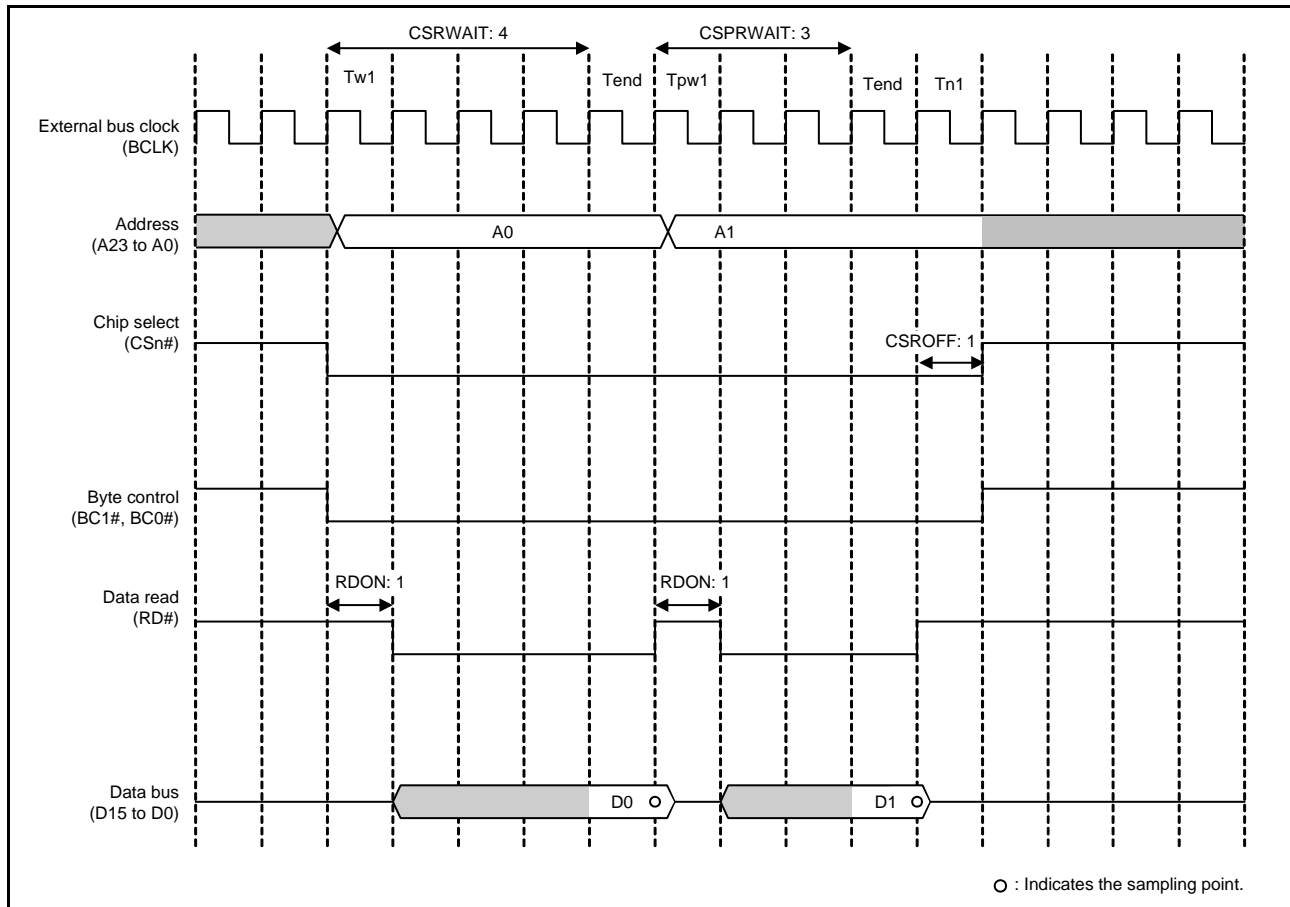 CSRWAIT: 4 CSPRWAIT: 3
Tw1 Tend Tpw1 Tend Tn1
External bus clock
(BCLK)
Address
(A23 to A0)
A0 A1
Chip select
(CSn#)
CSROFF: 1
Byte control
(BC1#, BC0#)
RDON: 1 RDON: 1
Data read
(RD#)
Data bus
(D15 to D0)
D0 D1
: Indicates the sampling point.